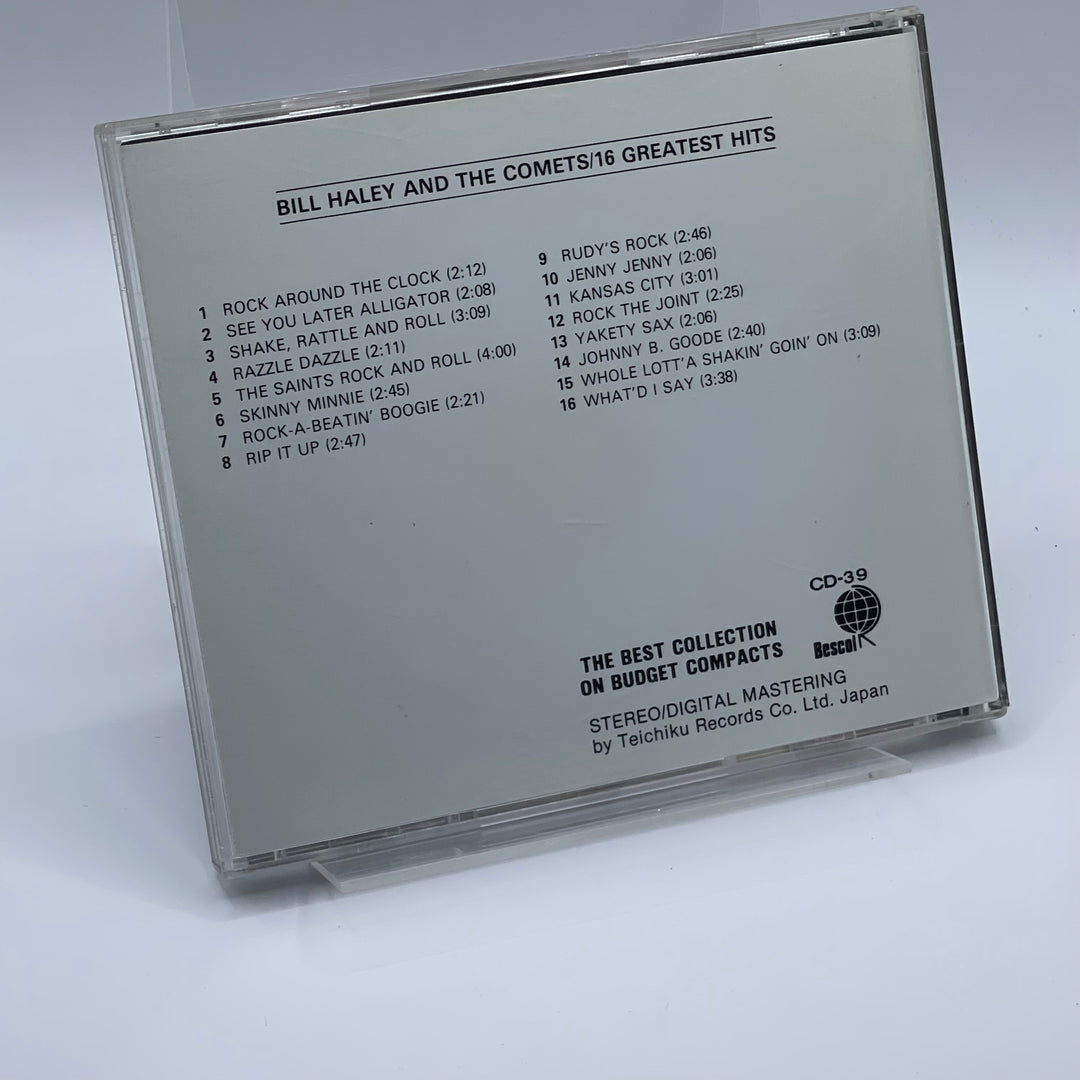 BILL HALEY AND THE COMETS/16 GREATEST HITS
1 ROCK AROUND THE CLOCK (2:12)
2 SEE YOU LATER ALLIGATOR (2:08)
3 SHAKE, RATTLE AND ROLL (3:09)
4 RAZZLE DAZZLE (2:11)
5 THE SAINTS ROCK AND ROLL (4:00)
6 SKINNY MINNIE (2:45)
7 ROCK-A-BEATIN' BOOGIE (2:21)
8 RIP IT UP (2:47)
9 RUDY'S ROCK (2:46)
10 JENNY JENNY (2:06)
11 KANSAS CITY (3:01)
12 ROCK THE JOINT (2:25)
13 YAKETY SAX (2:06)
14 JOHNNY B. GOODE (2:40)
15 WHOLE LOTT'A SHAKIN' GOIN' ON (3:09)
16 WHAT'D I SAY (3:38)
CD-39
Bescol
THE BEST COLLECTION
ON BUDGET COMPACTS
STEREO/DIGITAL MASTERING
by Teichiku Records Co. Ltd. Japan